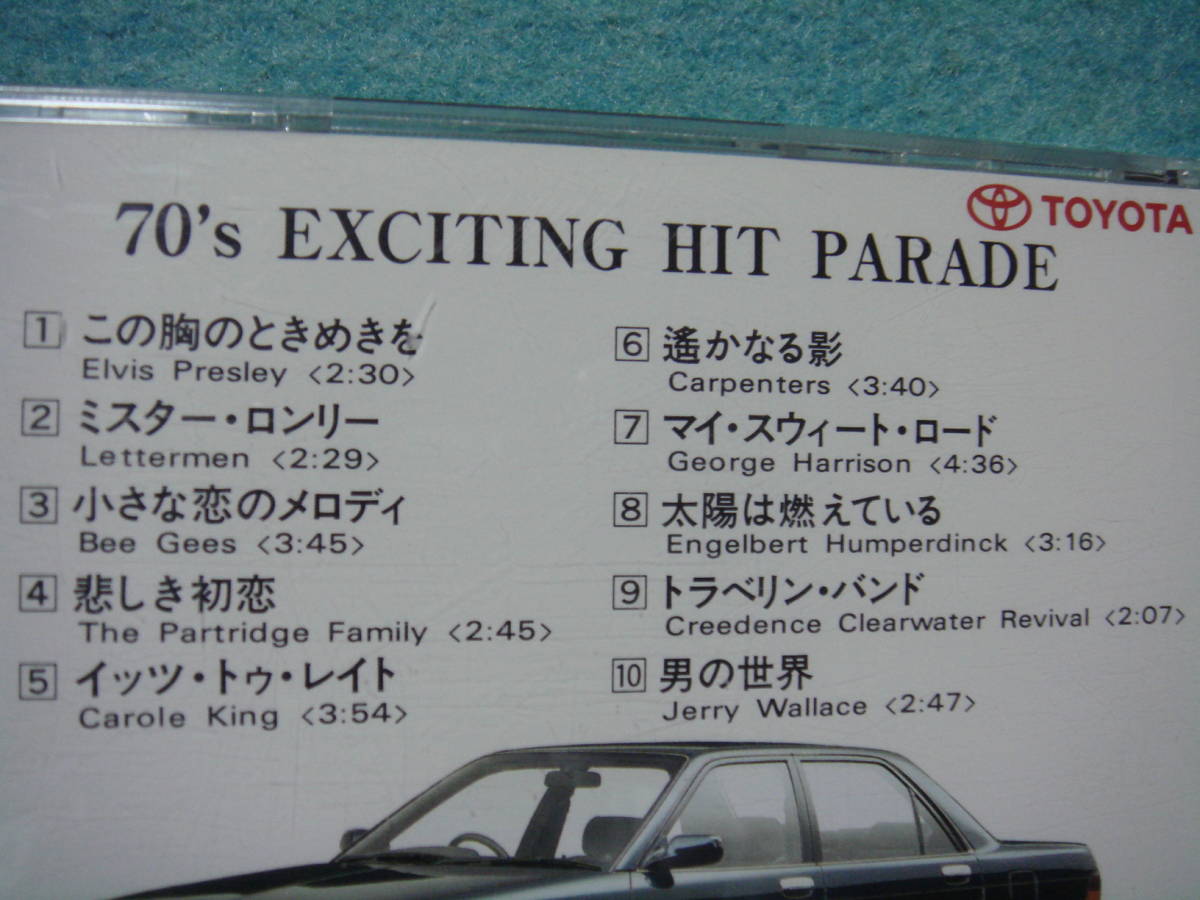 TOYOTA
70's EXCITING HIT PARADE
1 この胸のときめきを
Elvis Presley <2:30>
2 ミスター・ロンリー
Lettermen <2:29>
3 小さな恋のメロディ
Bee Gees <3:45>
4 悲しき初恋
The Partridge Family <2:45>
5 イッツ・トゥ・レイト
Carole King <3:54>
6 遙かなる影
Carpenters <3:40>
7 マイ・スウィート・ロード
George Harrison <4:36>
8 太陽は燃えている
Engelbert Humperdinck <3:16>
9 トラベリン・バンド
Creedence Clearwater Revival <2:07>
10 男の世界
Jerry Wallace <2:47>